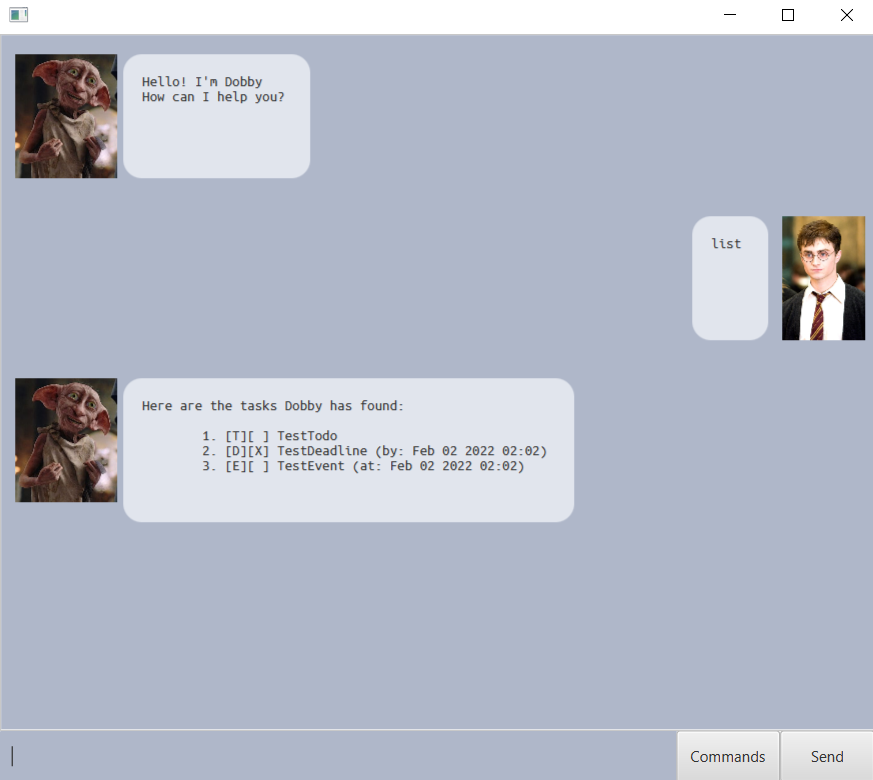 Hello! I'm Dobby
How can I help you?
list
Here are the tasks Dobby has found:
1. [T][ ] TestTodo
2. [D][X] TestDeadline (by: Feb 02 2022 02:02)
3. [E][ ] TestEvent (at: Feb 02 2022 02:02)
Commands
Send